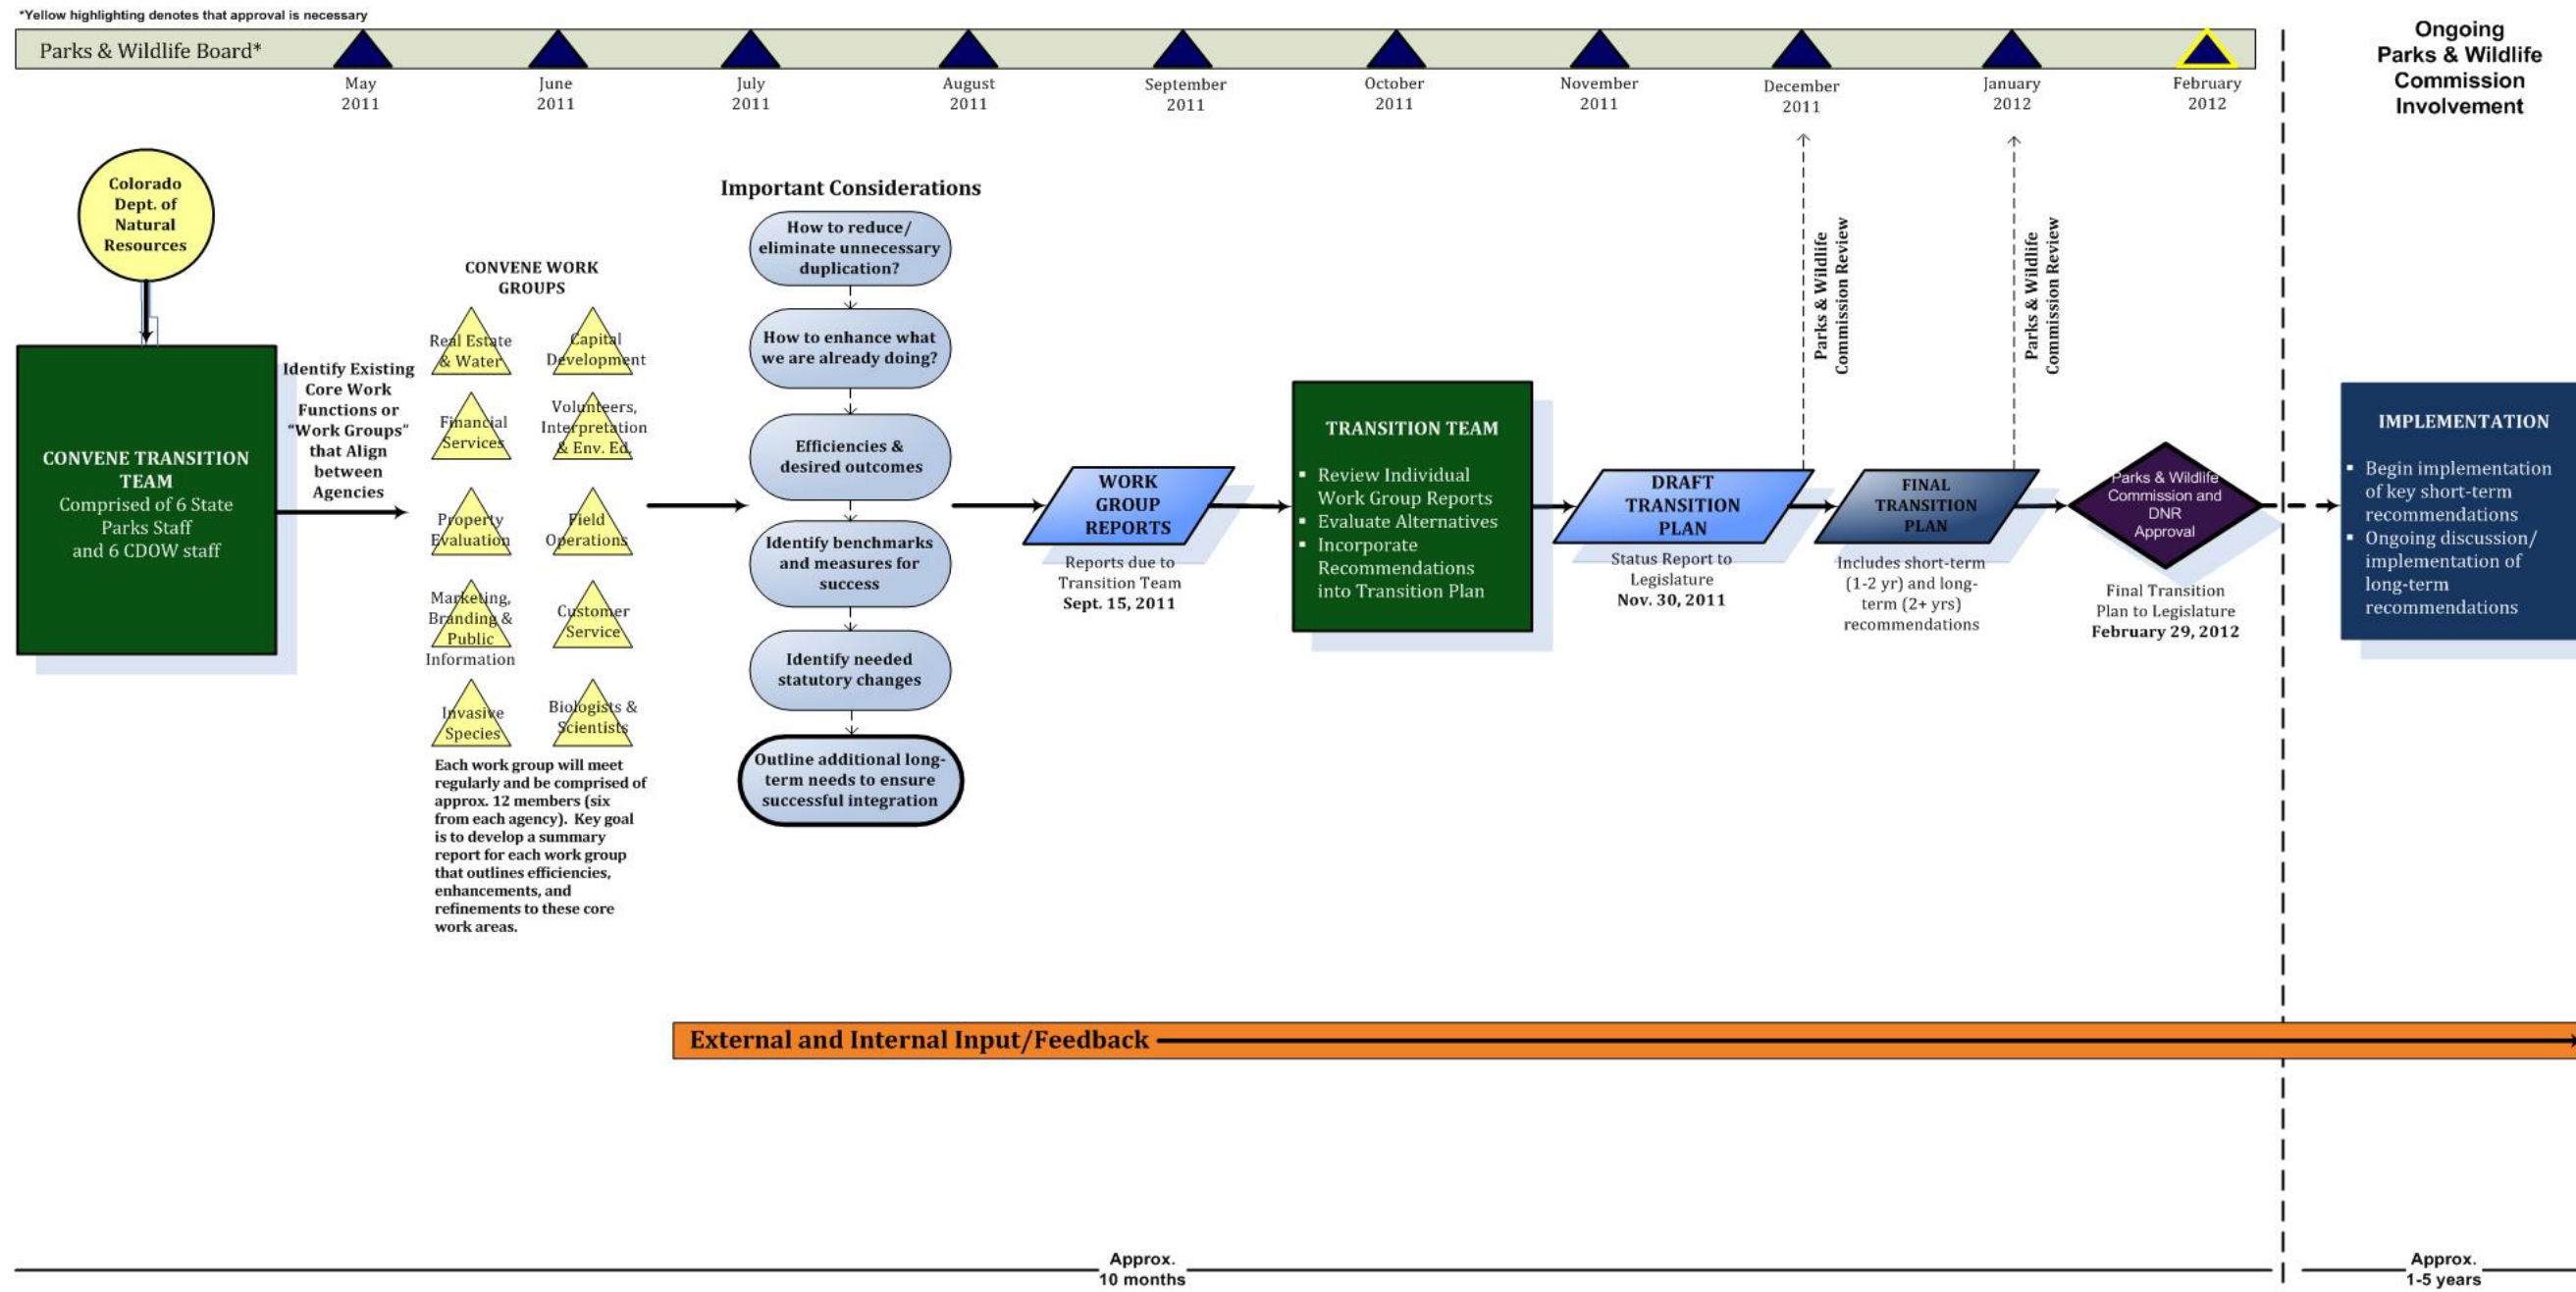 *Yellow highlighting denotes that approval is necessary
Parks & Wildlife Board*
May
2011
June
2011
July
2011
August
2011
September
2011
October
2011
November
2011
December
2011
January
2012
February
2012
Ongoing
Parks & Wildlife
Commission
Involvement
Colorado
Dept. of
Natural
Resources
CONVENE TRANSITION
TEAM
Comprised of 6 State
Parks Staff
and 6 CDOW staff
Identify Existing
Core Work
Functions or
“Work Groups”
that Align
between
Agencies
CONVENE WORK
GROUPS
Real Estate
& Water
Capital
Development
Financial
Services
Volunteers,
Interpretation
& Env. Ed.
Property
Evaluation
Field
Operations
Marketing,
Branding &
Public
Information
Customer
Service
Invasive
Species
Biologists &
Scientists
Each work group will meet
regularly and be comprised of
approx. 12 members (six
from each agency).  Key goal
is to develop a summary
report for each work group
that outlines efficiencies,
enhancements, and
refinements to these core
work areas.
Important Considerations
How to reduce/
eliminate unnecessary
duplication?
How to enhance what
we are already doing?
Efficiencies &
desired outcomes
Identify benchmarks
and measures for
success
Identify needed
statutory changes
Outline additional long-
term needs to ensure
successful integration
WORK
GROUP
REPORTS
Reports due to
Transition Team
Sept. 15, 2011
TRANSITION TEAM
▪ Review Individual
Work Group Reports
▪ Evaluate Alternatives
▪ Incorporate
Recommendations
into Transition Plan
DRAFT
TRANSITION
PLAN
Status Report to
Legislature
Nov. 30, 2011
Parks & Wildlife
Commission Review
FINAL
TRANSITION
PLAN
Includes short-term
(1-2 yr) and long-
term (2+ yrs)
recommendations
Parks & Wildlife
Commission Review
Parks & Wildlife
Commission and
DNR
Approval
Final Transition
Plan to Legislature
February 29, 2012
IMPLEMENTATION
▪ Begin implementation
of key short-term
recommendations
▪ Ongoing discussion/
implementation of
long-term
recommendations
External and Internal Input/Feedback
Approx.
10 months
Approx.
1-5 years